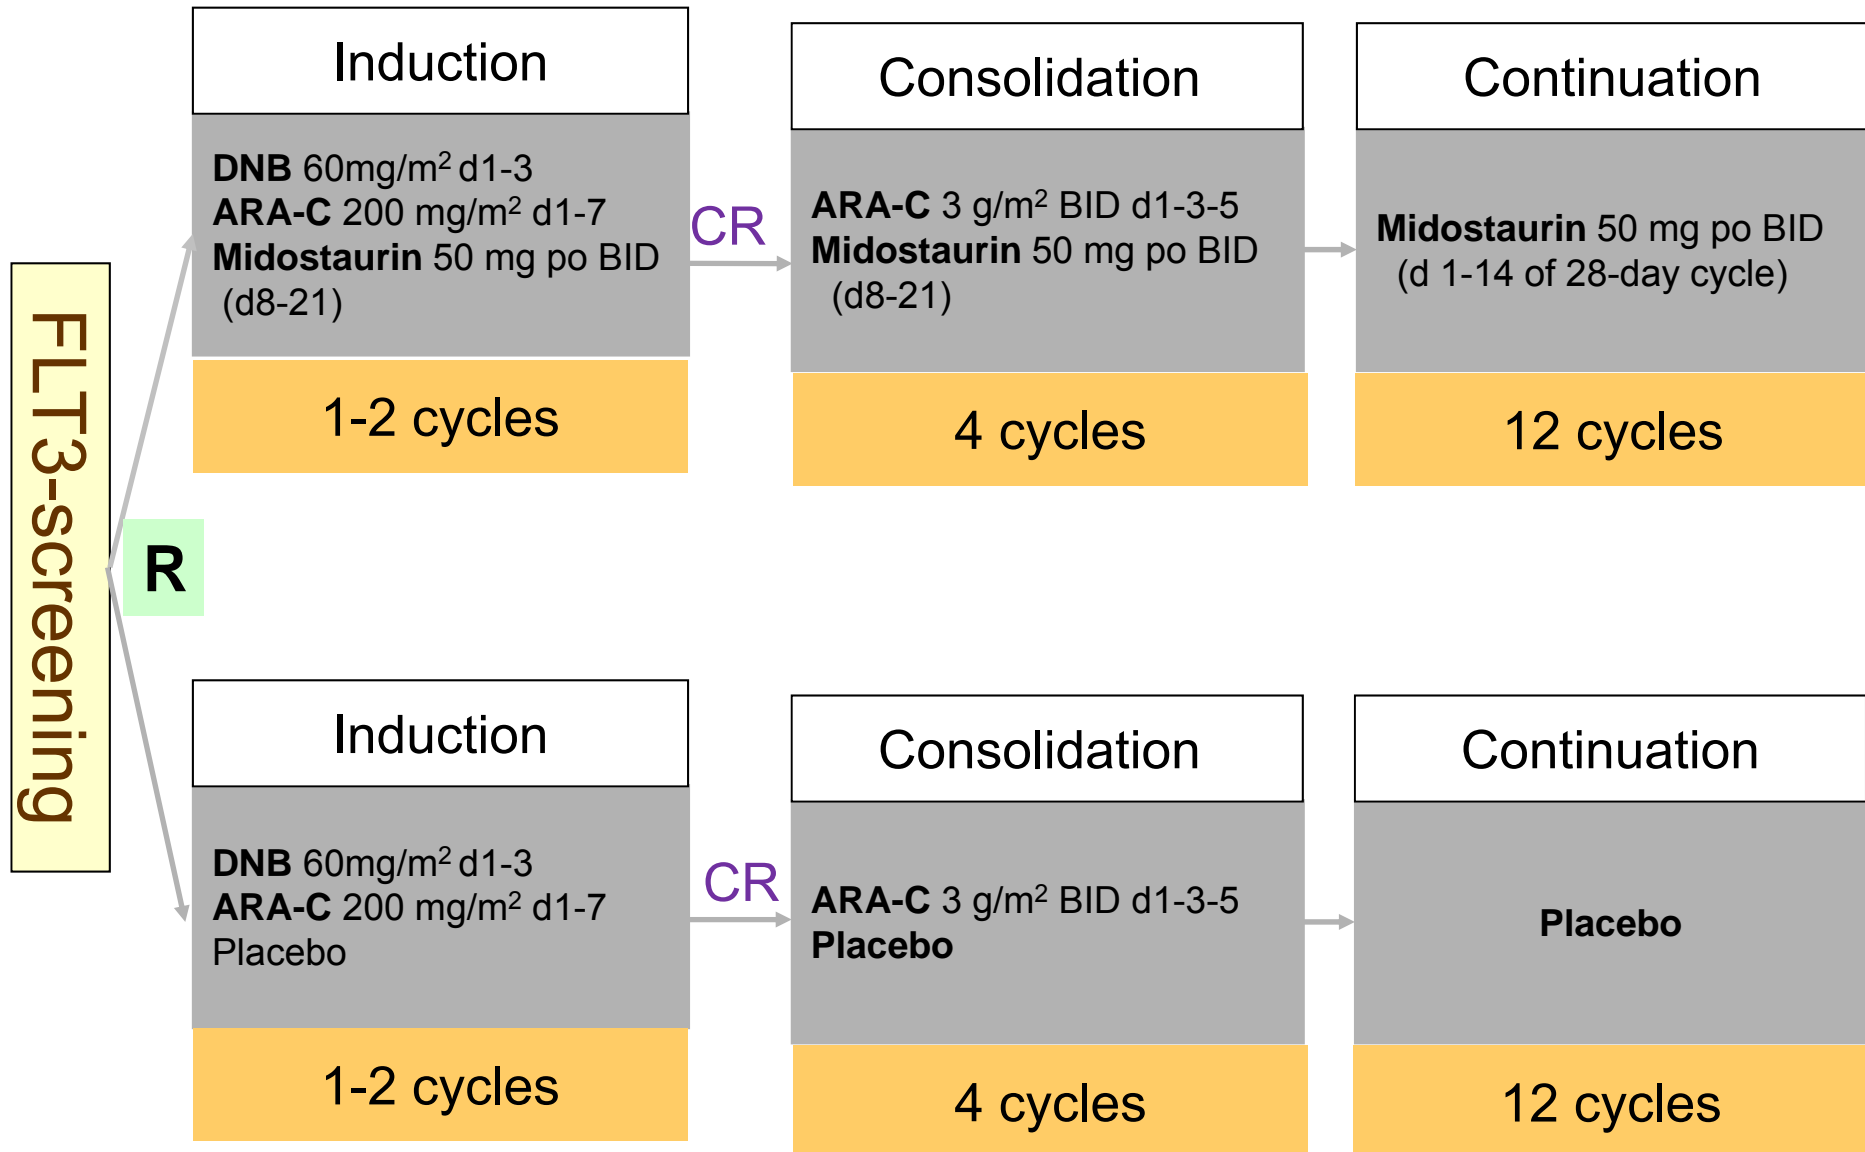 FLT3-screening
R
Induction
DNB 60mg/m² d1-3
ARA-C 200 mg/m² d1-7
Midostaurin 50 mg po BID
(d8-21)
1-2 cycles
CR
Consolidation
ARA-C 3 g/m² BID d1-3-5
Midostaurin 50 mg po BID
(d8-21)
4 cycles
Continuation
Midostaurin 50 mg po BID
(d 1-14 of 28-day cycle)
12 cycles
Induction
DNB 60mg/m² d1-3
ARA-C 200 mg/m² d1-7
Placebo
1-2 cycles
CR
Consolidation
ARA-C 3 g/m² BID d1-3-5
Placebo
4 cycles
Continuation
Placebo
12 cycles